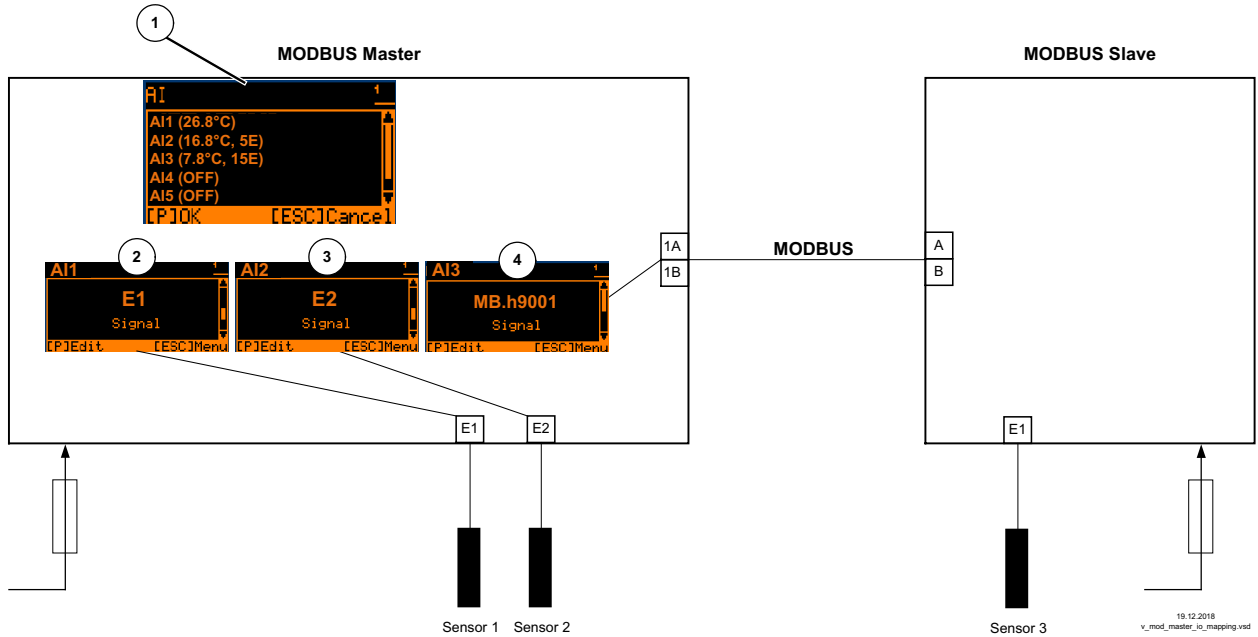 1
MODBUS Master
MODBUS Slave
AI 1
AI1 (26.8°C)
AI2 (16.8°C, 5E)
AI3 (7.8°C, 15E)
AI4 (OFF)
AI5 (OFF)
[P]OK [ESC]Cancel
2
3
4
AI1 1
E1
Signal
[P]Edit [ESC]Menu
AI2 1
E2
Signal
[P]Edit [ESC]Menu
AI3 1
MB.h9001
Signal
[P]Edit [ESC]Menu
1A
1B
MODBUS
A
B
E1
E2
E1
Sensor 1
Sensor 2
Sensor 3
19.12.2018
v_mod_master_io_mapping.vsd